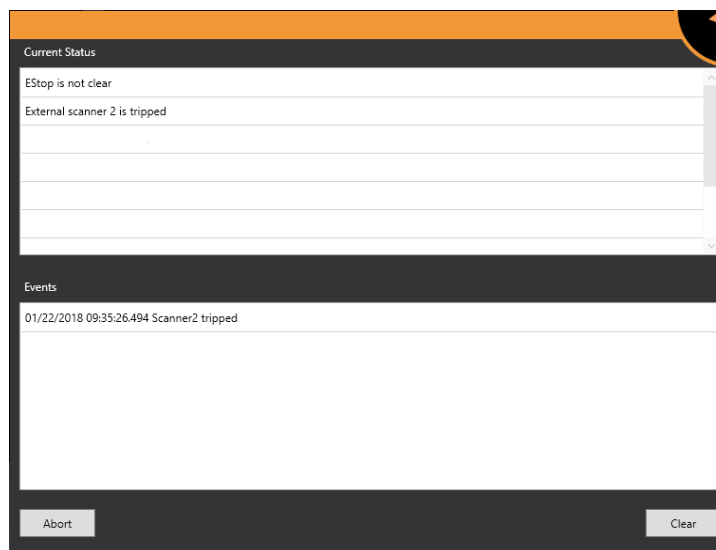 Current Status
EStop is not clear
External scanner 2 is tripped
Events
01/22/2018 09:35:26.494 Scanner2 tripped
Abort
Clear